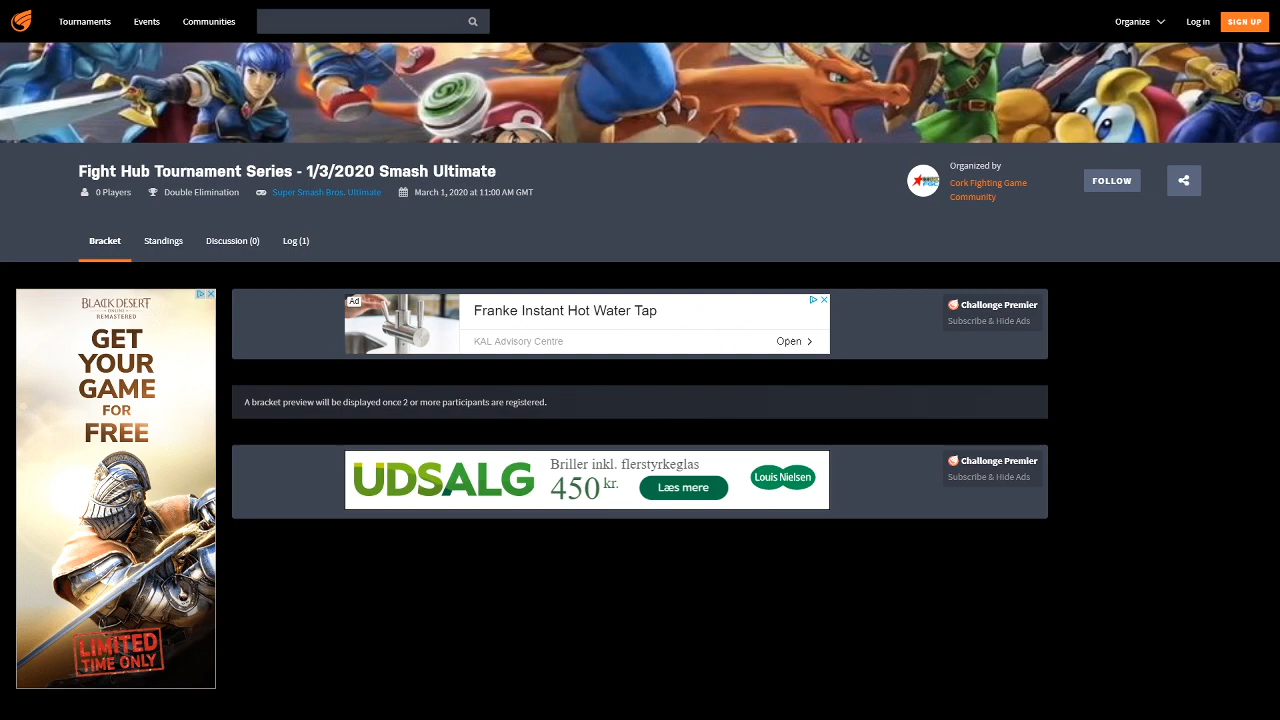 Tournaments
Events
Communities
Organize
Log in
SIGN UP
Fight Hub Tournament Series - 1/3/2020 Smash Ultimate
0 Players
Double Elimination
Super Smash Bros. Ultimate
March 1, 2020 at 11:00 AM GMT
Organized by
Cork Fighting Game
Community
FOLLOW
Bracket
Standings
Discussion (0)
Log (1)
BLACK DESERT
ONLINE
REMASTERED
GET
YOUR
GAME
FOR
FREE
LIMITED
TIME ONLY
Ad
Franke Instant Hot Water Tap
KAL Advisory Centre
Open
Challonge Premier
Subscribe & Hide Ads
A bracket preview will be displayed once 2 or more participants are registered.
UDSALG
Briller inkl. flerstyrkeglas
450 kr.
Læs mere
Louis Nielsen
Challonge Premier
Subscribe & Hide Ads